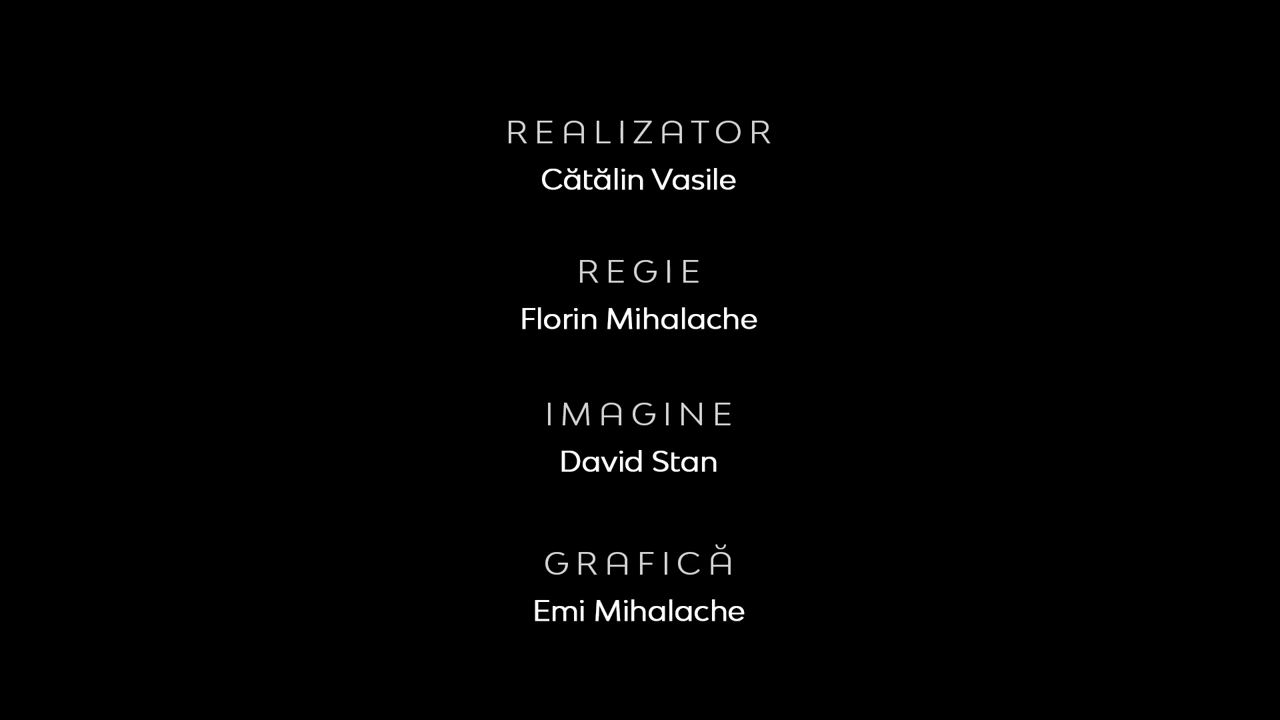 REALIZATOR
Cătălin Vasile
REGIE
Florin Mihalache
IMAGINE
David Stan
GRAFICĂ
Emi Mihalache